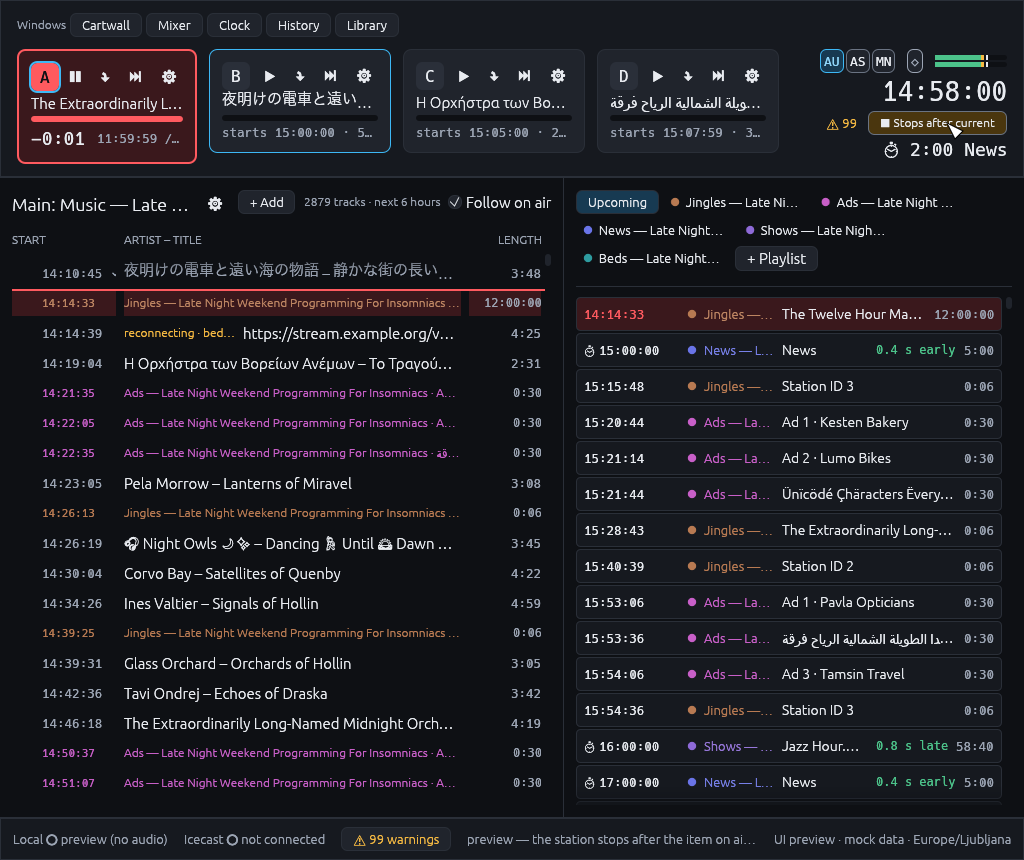 Windows Cartwall Mixer Clock History Library
A
The Extraordinarily L…
−0:01 11:59:59 /…
B
夜明けの電車と遠い…
starts 15:00:00 · 5…
C
Η Ορχήστρα των Βο…
starts 15:05:00 · 2…
D
…ويلة الشمالية الرياح فرقة
starts 15:07:59 · 3…
AU AS MN
14:58:00
⚠ 99 Stops after current
2:00 News
Main: Music — Late … + Add 2879 tracks · next 6 hours Follow on air
START ARTIST – TITLE LENGTH
14:10:45 夜明けの電車と遠い海の物語 – 静かな街の長い… 3:48
14:14:33 Jingles — Late Night Weekend Programming For Insomniacs … 12:00:00
14:14:39 reconnecting · bed… https://stream.example.org/v… 4:25
14:19:04 Η Ορχήστρα των Βορείων Ανέμων – Το Τραγού… 2:31
14:21:35 Ads — Late Night Weekend Programming For Insomniacs · A… 0:30
14:22:05 Ads — Late Night Weekend Programming For Insomniacs · A… 0:30
14:22:35 Ads — Late Night Weekend Programming For Insomniacs · قة… 0:30
14:23:05 Pela Morrow – Lanterns of Miravel 3:08
14:26:13 Jingles — Late Night Weekend Programming For Insomniacs … 0:06
14:26:19 🎧 Night Owls 🌙✨ – Dancing 💃 Until 🌅 Dawn … 3:45
14:30:04 Corvo Bay – Satellites of Quenby 4:22
14:34:26 Ines Valtier – Signals of Hollin 4:59
14:39:25 Jingles — Late Night Weekend Programming For Insomniacs … 0:06
14:39:31 Glass Orchard – Orchards of Hollin 3:05
14:42:36 Tavi Ondrej – Echoes of Draska 3:42
14:46:18 The Extraordinarily Long-Named Midnight Orch… 4:19
14:50:37 Ads — Late Night Weekend Programming For Insomniacs · A… 0:30
14:51:07 Ads — Late Night Weekend Programming For Insomniacs · A… 0:30
Upcoming Jingles — Late Ni… Ads — Late Night …
News — Late Night… Shows — Late Nigh…
Beds — Late Night… + Playlist
14:14:33 Jingles —… The Twelve Hour Ma… 12:00:00
15:00:00 News — L… News 0.4 s early 5:00
15:15:48 Jingles —… Station ID 3 0:06
15:20:44 Ads — La… Ad 1 · Kesten Bakery 0:30
15:21:14 Ads — La… Ad 2 · Lumo Bikes 0:30
15:21:44 Ads — La… Ünïcödé Çhäracters Ëvery… 0:30
15:28:43 Jingles —… The Extraordinarily Long-… 0:06
15:40:39 Jingles —… Station ID 2 0:06
15:53:06 Ads — La… Ad 1 · Pavla Opticians 0:30
15:53:36 Ads — La… …دا الطويلة الشمالية الرياح فرقة 0:30
15:54:06 Ads — La… Ad 3 · Tamsin Travel 0:30
15:54:36 Jingles —… Station ID 3 0:06
16:00:00 Shows — … Jazz Hour.… 0.8 s late 58:40
17:00:00 News — L… News 0.4 s early 5:00
Local preview (no audio) Icecast not connected ⚠ 99 warnings preview — the station stops after the item on ai… UI preview · mock data · Europe/Ljubljana